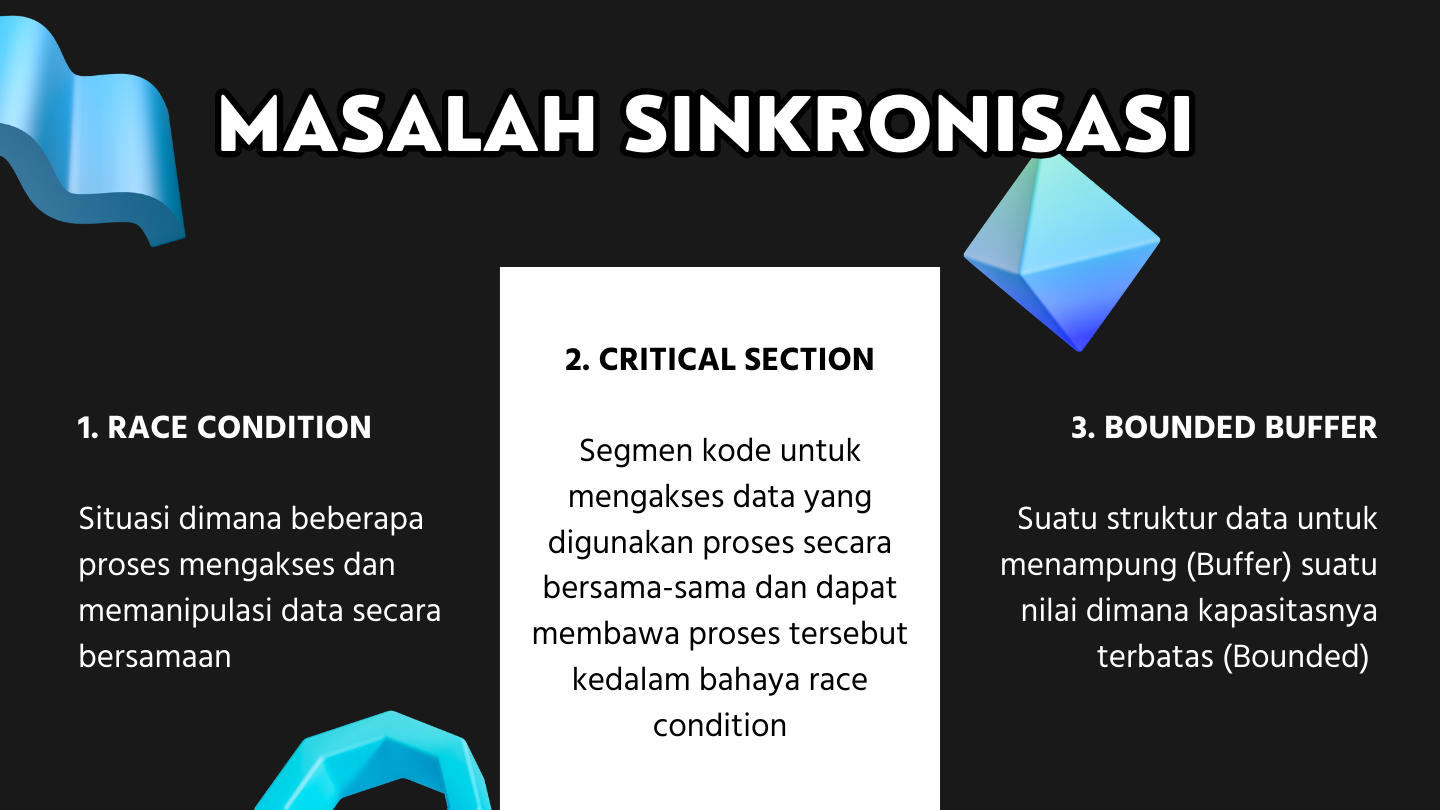 MASALAH SINKRONISASI
1. RACE CONDITION
Situasi dimana beberapa
proses mengakses dan
memanipulasi data secara
bersamaan
2. CRITICAL SECTION
Segmen kode untuk
mengakses data yang
digunakan proses secara
bersama-sama dan dapat
membawa proses tersebut
kedalam bahaya race
condition
3. BOUNDED BUFFER
Suatu struktur data untuk
menampung (Buffer) suatu
nilai dimana kapasitasnya
terbatas (Bounded)